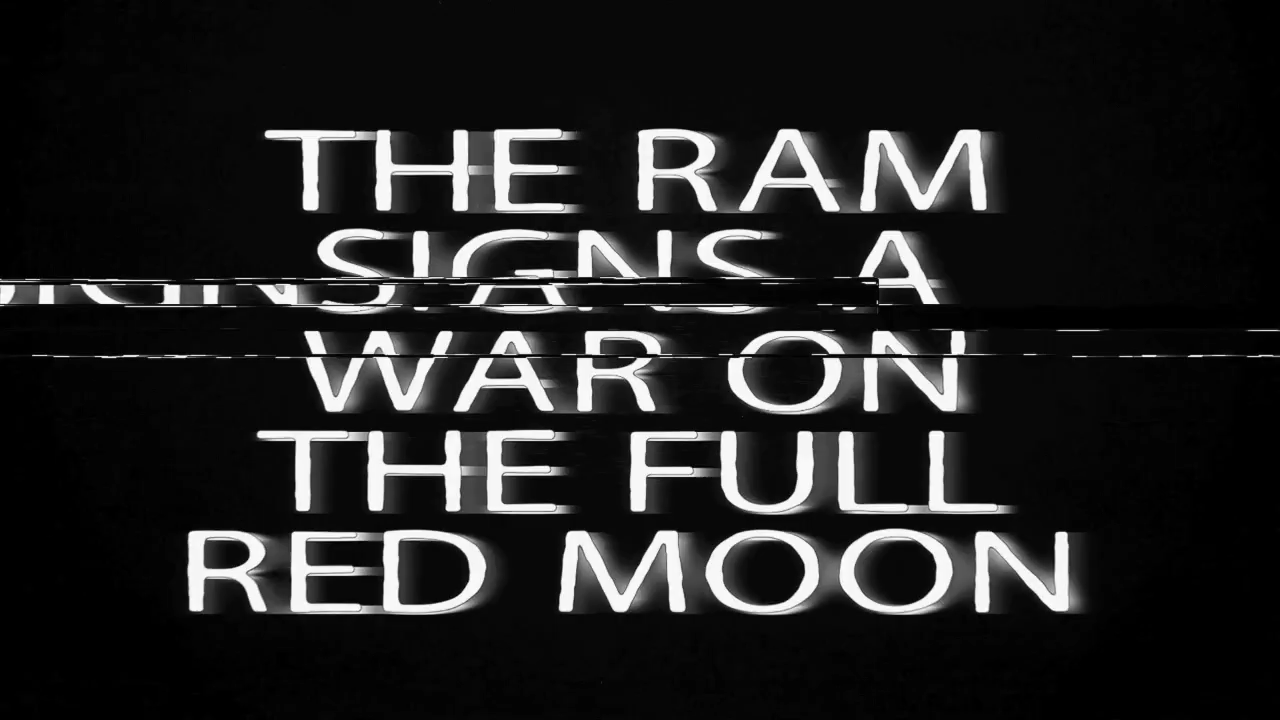 THE RAM
SIGNS A
WAR ON
THE FULL
RED MOON